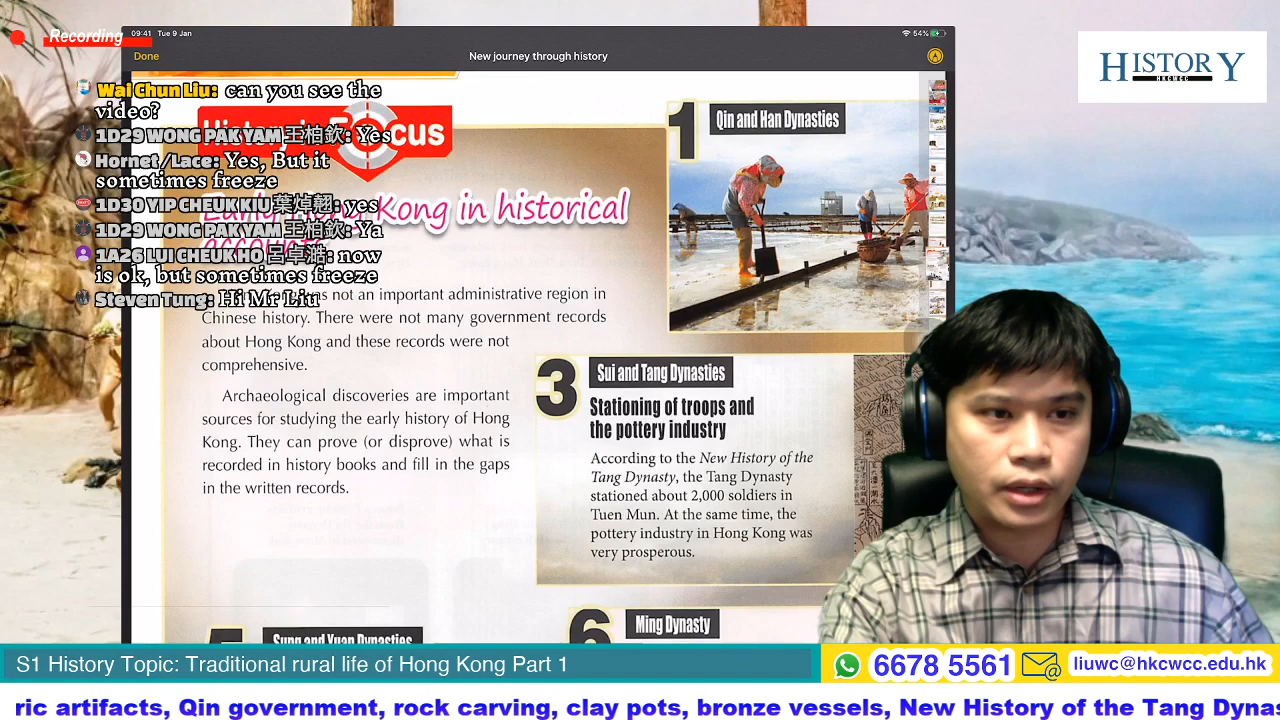 Recording
09:41 Tue 9 Jan
54%
Done
New journey through history
HISTORY
HKCWCC
Wai Chun Liu: can you see the
video?
1D29 WONG PAK YAM 王柏欽: Yes
Hornet/Lace: Yes, But it
sometimes freeze
1D30 YIP CHEUK KIU 葉焯翹: yes
1D29 WONG PAK YAM 王柏欽: Ya
1A26 LUI CHEUK HO 呂卓澔: now
is ok, but sometimes freeze
Steven Tung: Hi Mr Liu
Kong in historical
not an important administrative region in
Chinese history. There were not many government records
about Hong Kong and these records were not
comprehensive.
Archaeological discoveries are important
sources for studying the early history of Hong
Kong. They can prove (or disprove) what is
recorded in history books and fill in the gaps
in the written records.
1
Qin and Han Dynasties
3
Sui and Tang Dynasties
Stationing of troops and
the pottery industry
According to the New History of the
Tang Dynasty, the Tang Dynasty
stationed about 2,000 soldiers in
Tuen Mun. At the same time, the
pottery industry in Hong Kong was
very prosperous.
5
Sung and Yuan Dynasties
6
Ming Dynasty
S1 History Topic: Traditional rural life of Hong Kong Part 1
6678 5561
liuwc@hkcwcc.edu.hk
ric artifacts, Qin government, rock carving, clay pots, bronze vessels, New History of the Tang Dynas